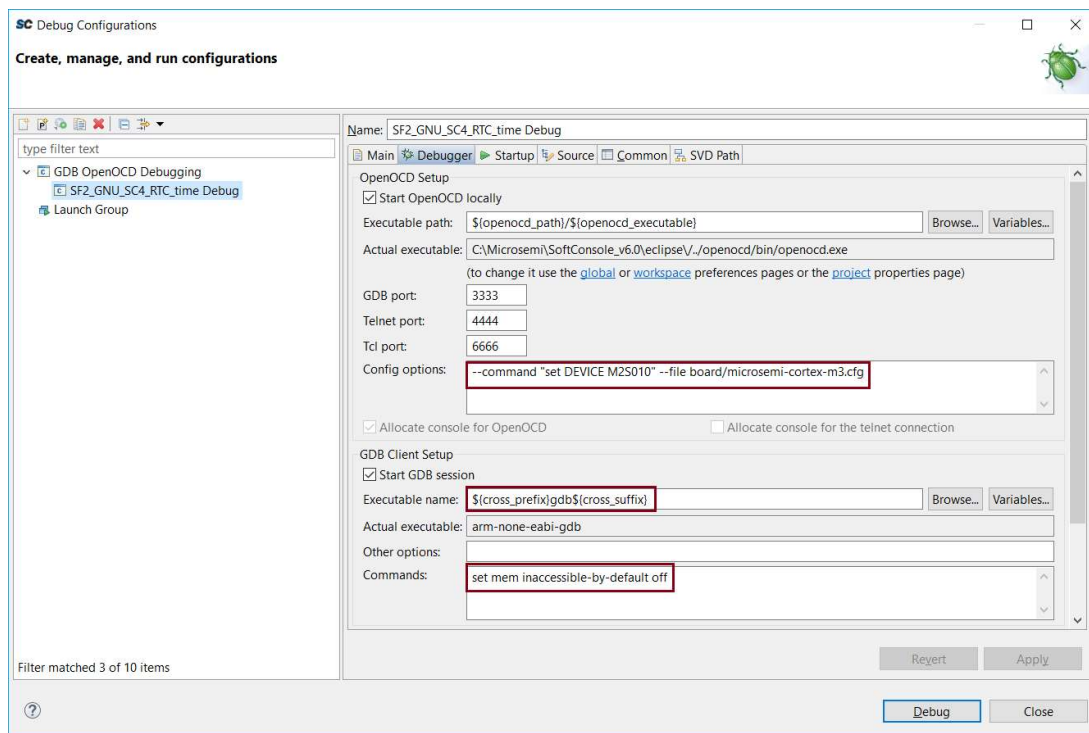 SC Debug Configurations
Create, manage, and run configurations
type filter text
GDB OpenOCD Debugging
SF2_GNU_SC4_RTC_time Debug
Launch Group
Filter matched 3 of 10 items
Name: SF2_GNU_SC4_RTC_time Debug
Main Debugger Startup Source Common SVD Path
OpenOCD Setup
Start OpenOCD locally
Executable path: ${openocd_path}/${openocd_executable} Browse... Variables...
Actual executable: C:\Microsemi\SoftConsole_v6.0\eclipse\/../openocd/bin/openocd.exe
(to change it use the global or workspace preferences pages or the project properties page)
GDB port: 3333
Telnet port: 4444
Tcl port: 6666
Config options: --command "set DEVICE M2S010" --file board/microsemi-cortex-m3.cfg
Allocate console for OpenOCD Allocate console for the telnet connection
GDB Client Setup
Start GDB session
Executable name: ${cross_prefix}gdb${cross_suffix} Browse... Variables...
Actual executable: arm-none-eabi-gdb
Other options:
Commands: set mem inaccessible-by-default off
Revert Apply
Debug Close